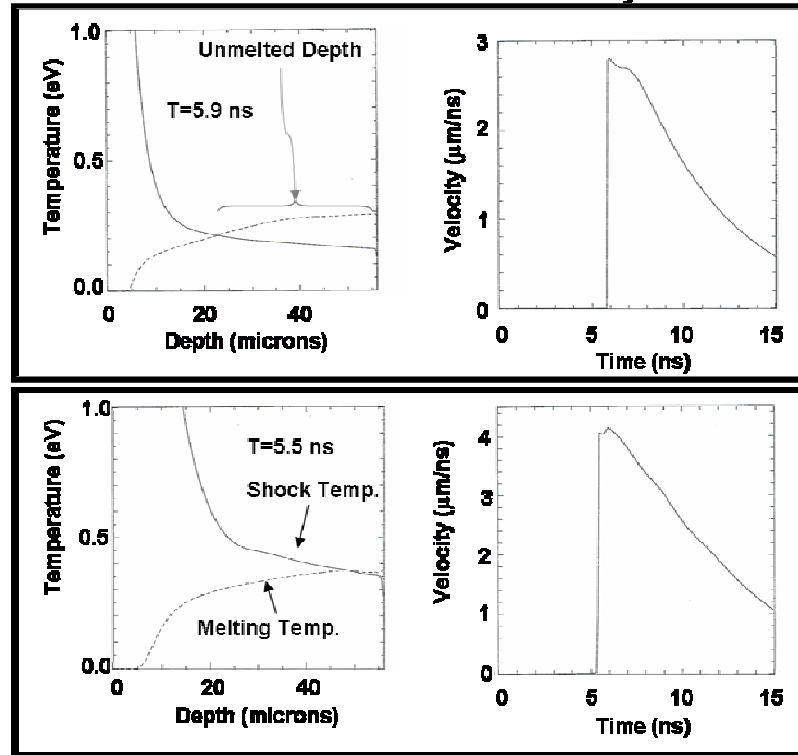 1.0
0.5
0.0
Temperature (eV)
Unmelted Depth
T=5.9 ns
0 20 40
Depth (microns)
3
2
1
0
Velocity (μm/ns)
0 5 10 15
Time (ns)
1.0
0.5
0.0
Temperature (eV)
T=5.5 ns
Shock Temp.
Melting Temp.
0 20 40
Depth (microns)
4
3
2
1
0
Velocity (μm/ns)
0 5 10 15
Time (ns)